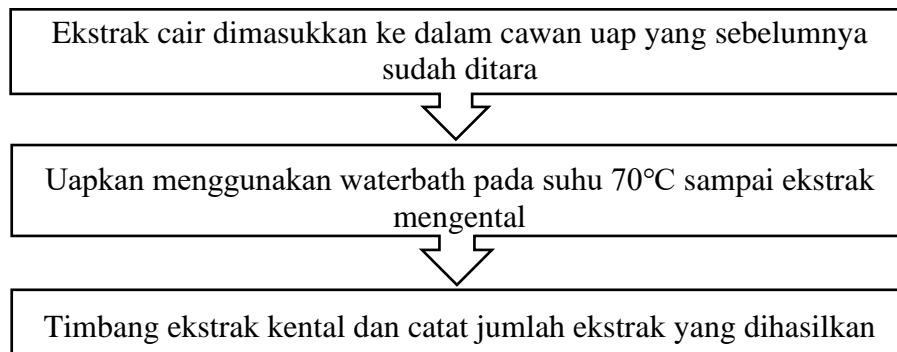 Ekstrak cair dimasukkan ke dalam cawan uap yang sebelumnya
sudah ditara
Uapkan menggunakan waterbath pada suhu 70°C sampai ekstrak
mengental
Timbang ekstrak kental dan catat jumlah ekstrak yang dihasilkan